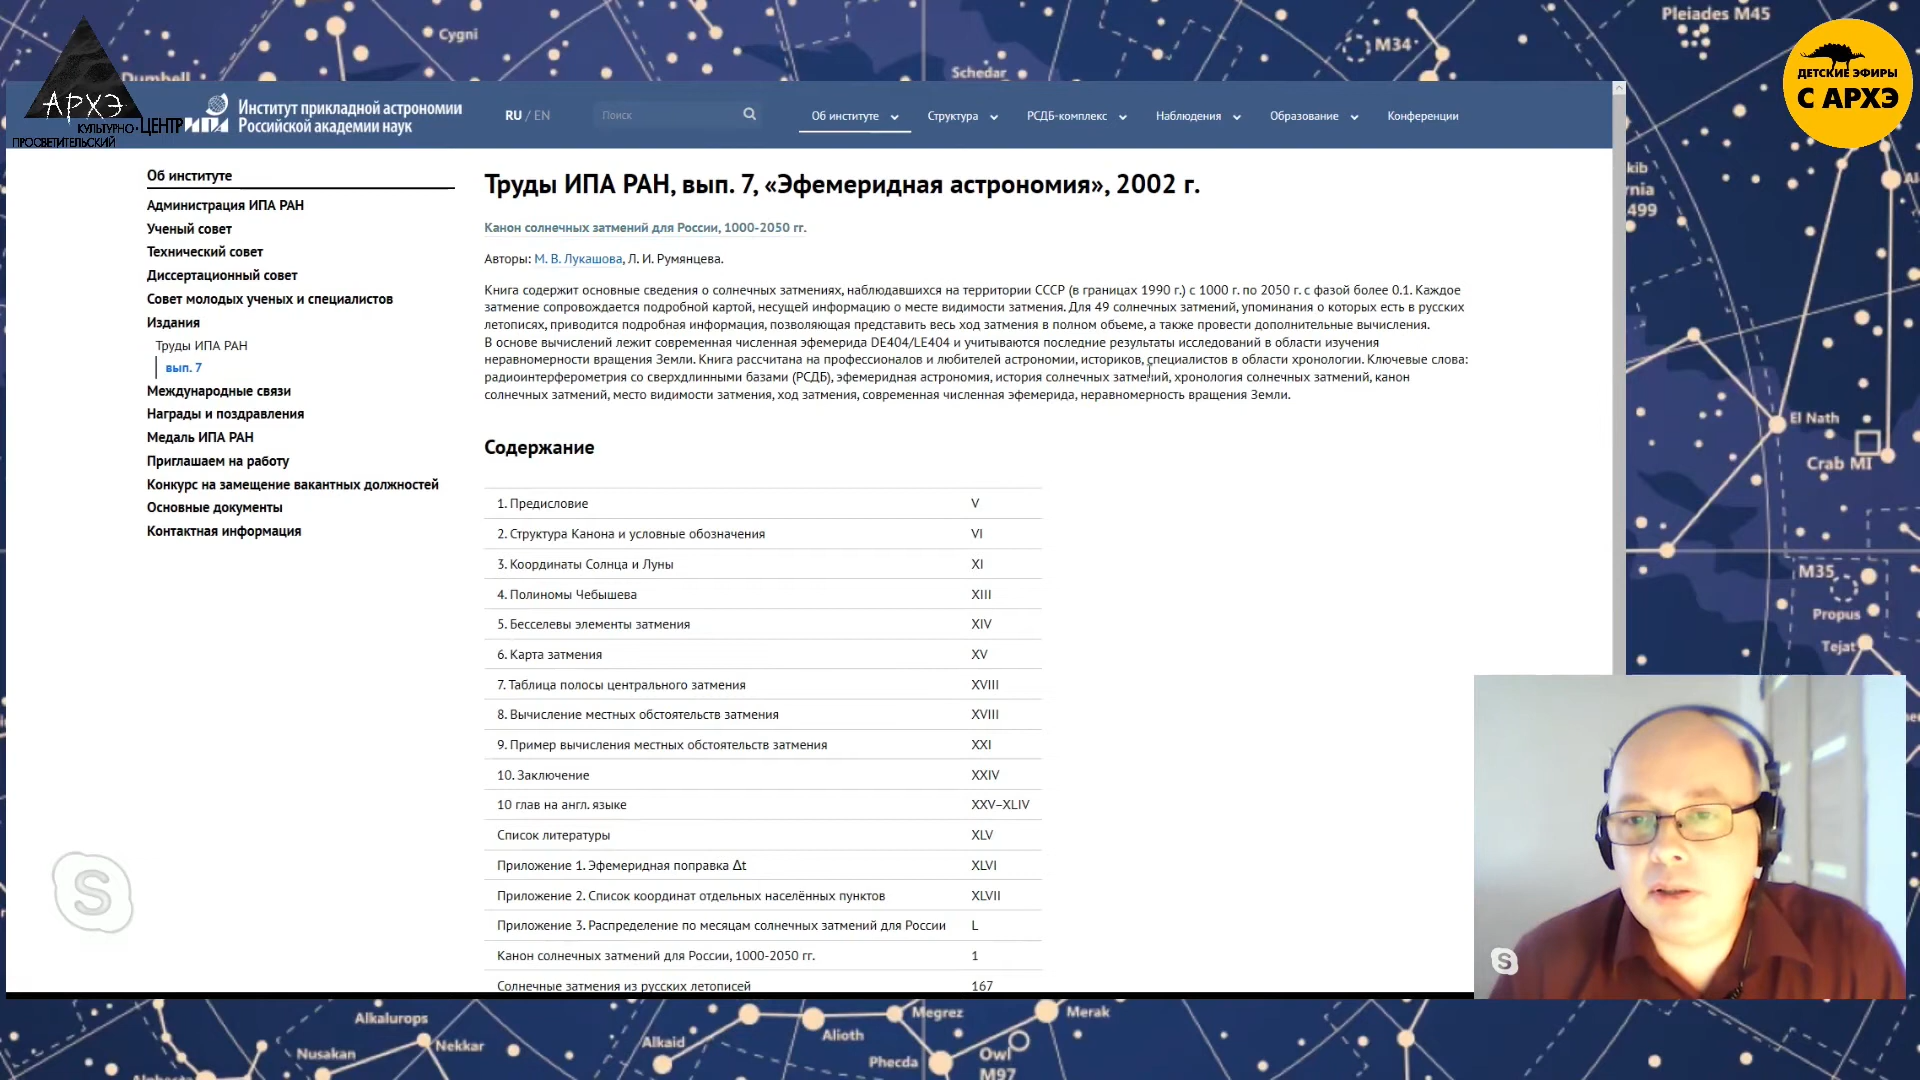 Pleiades M45
Cygni
M34
Schedar
Dumbell
ДЕТСКИЕ ЭФИРЫ
С АРХЭ
АРХЭ
КУЛЬТУРНО-ЦЕНТР
ПРОСВЕТИТЕЛЬСКИЙ
ИПА
Институт прикладной астрономии
Российской академии наук
RU / EN
Поиск
Об институте
Структура
РСДБ-комплекс
Наблюдения
Образование
Конференции
Об институте
Администрация ИПА РАН
Ученый совет
Технический совет
Диссертационный совет
Совет молодых ученых и специалистов
Издания
Труды ИПА РАН
вып. 7
Международные связи
Награды и поздравления
Медаль ИПА РАН
Приглашаем на работу
Конкурс на замещение вакантных должностей
Основные документы
Контактная информация
Труды ИПА РАН, вып. 7, «Эфемеридная астрономия», 2002 г.
Канон солнечных затмений для России, 1000-2050 гг.
Авторы: М. В. Лукашова, Л. И. Румянцева.
Книга содержит основные сведения о солнечных затмениях, наблюдавшихся на территории СССР (в границах 1990 г.) с 1000 г. по 2050 г. с фазой более 0.1. Каждое
затмение сопровождается подробной картой, несущей информацию о месте видимости затмения. Для 49 солнечных затмений, упоминания о которых есть в русских
летописях, приводится подробная информация, позволяющая представить весь ход затмения в полном объеме, а также провести дополнительные вычисления.
В основе вычислений лежит современная численная эфемерида DE404/LE404 и учитываются последние результаты исследований в области изучения
неравномерности вращения Земли. Книга рассчитана на профессионалов и любителей астрономии, историков, специалистов в области хронологии. Ключевые слова:
радиоинтерферометрия со сверхдлинными базами (РСДБ), эфемеридная астрономия, история солнечных затмений, хронология солнечных затмений, канон
солнечных затмений, место видимости затмения, ход затмения, современная численная эфемерида, неравномерность вращения Земли.
Содержание
1. Предисловие V
2. Структура Канона и условные обозначения VI
3. Координаты Солнца и Луны XI
4. Полиномы Чебышева XIII
5. Бесселевы элементы затмения XIV
6. Карта затмения XV
7. Таблица полосы центрального затмения XVIII
8. Вычисление местных обстоятельств затмения XVIII
9. Пример вычисления местных обстоятельств затмения XXI
10. Заключение XXIV
10 глав на англ. языке XXV–XLIV
Список литературы XLV
Приложение 1. Эфемеридная поправка Δt XLVI
Приложение 2. Список координат отдельных населённых пунктов XLVII
Приложение 3. Распределение по месяцам солнечных затмений для России L
Канон солнечных затмений для России, 1000-2050 гг. 1
Солнечные затмения из русских летописей 167
kib
rnia
499
Al
El Nath
Crab MI
M35
Propus
Tejat
S
S
Alkalurops
Nekkar
Nusakan
Alkaid
Alioth
Megrez
Merak
Phecda
Owl
M97